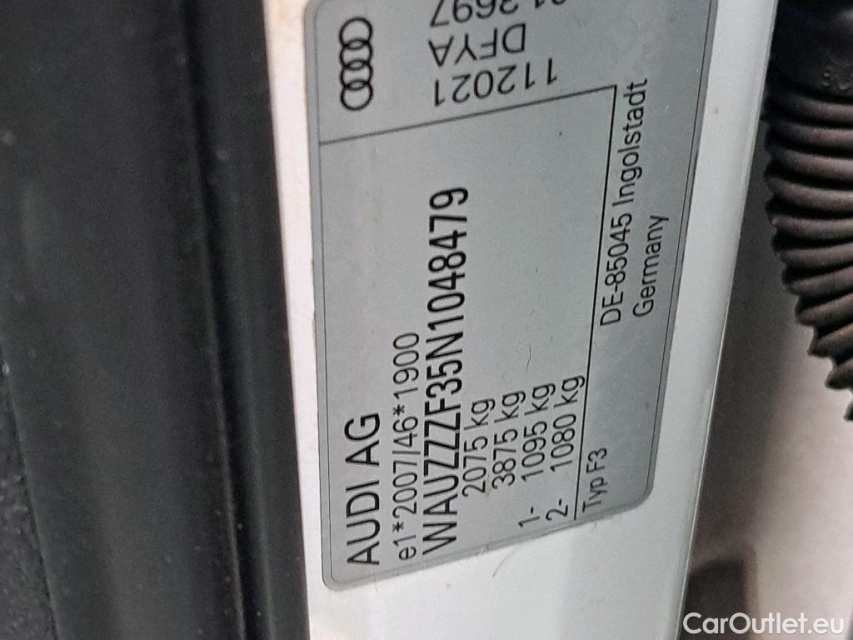 AUDI AG
e1*2007/46*1900
WAUZZZF35N1048479
2075 kg
3875 kg
1- 1095 kg
2- 1080 kg
Typ F3
DE-85045 Ingolstadt
Germany
112021
DFYA
3697
CarOutlet.eu